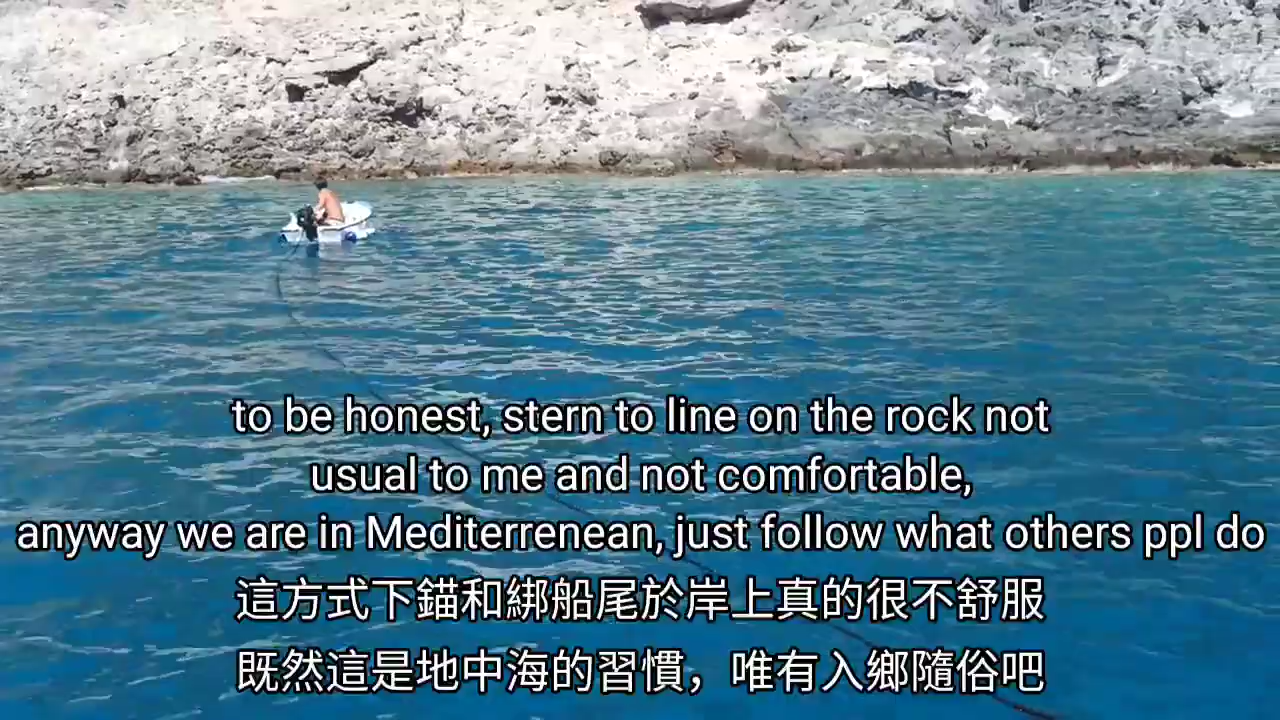 to be honest, stern to line on the rock not
usual to me and not comfortable,
anyway we are in Mediterrenean, just follow what others ppl do
這方式下錨和綁船尾於岸上真的很不舒服
既然這是地中海的習慣，唯有入鄉隨俗吧